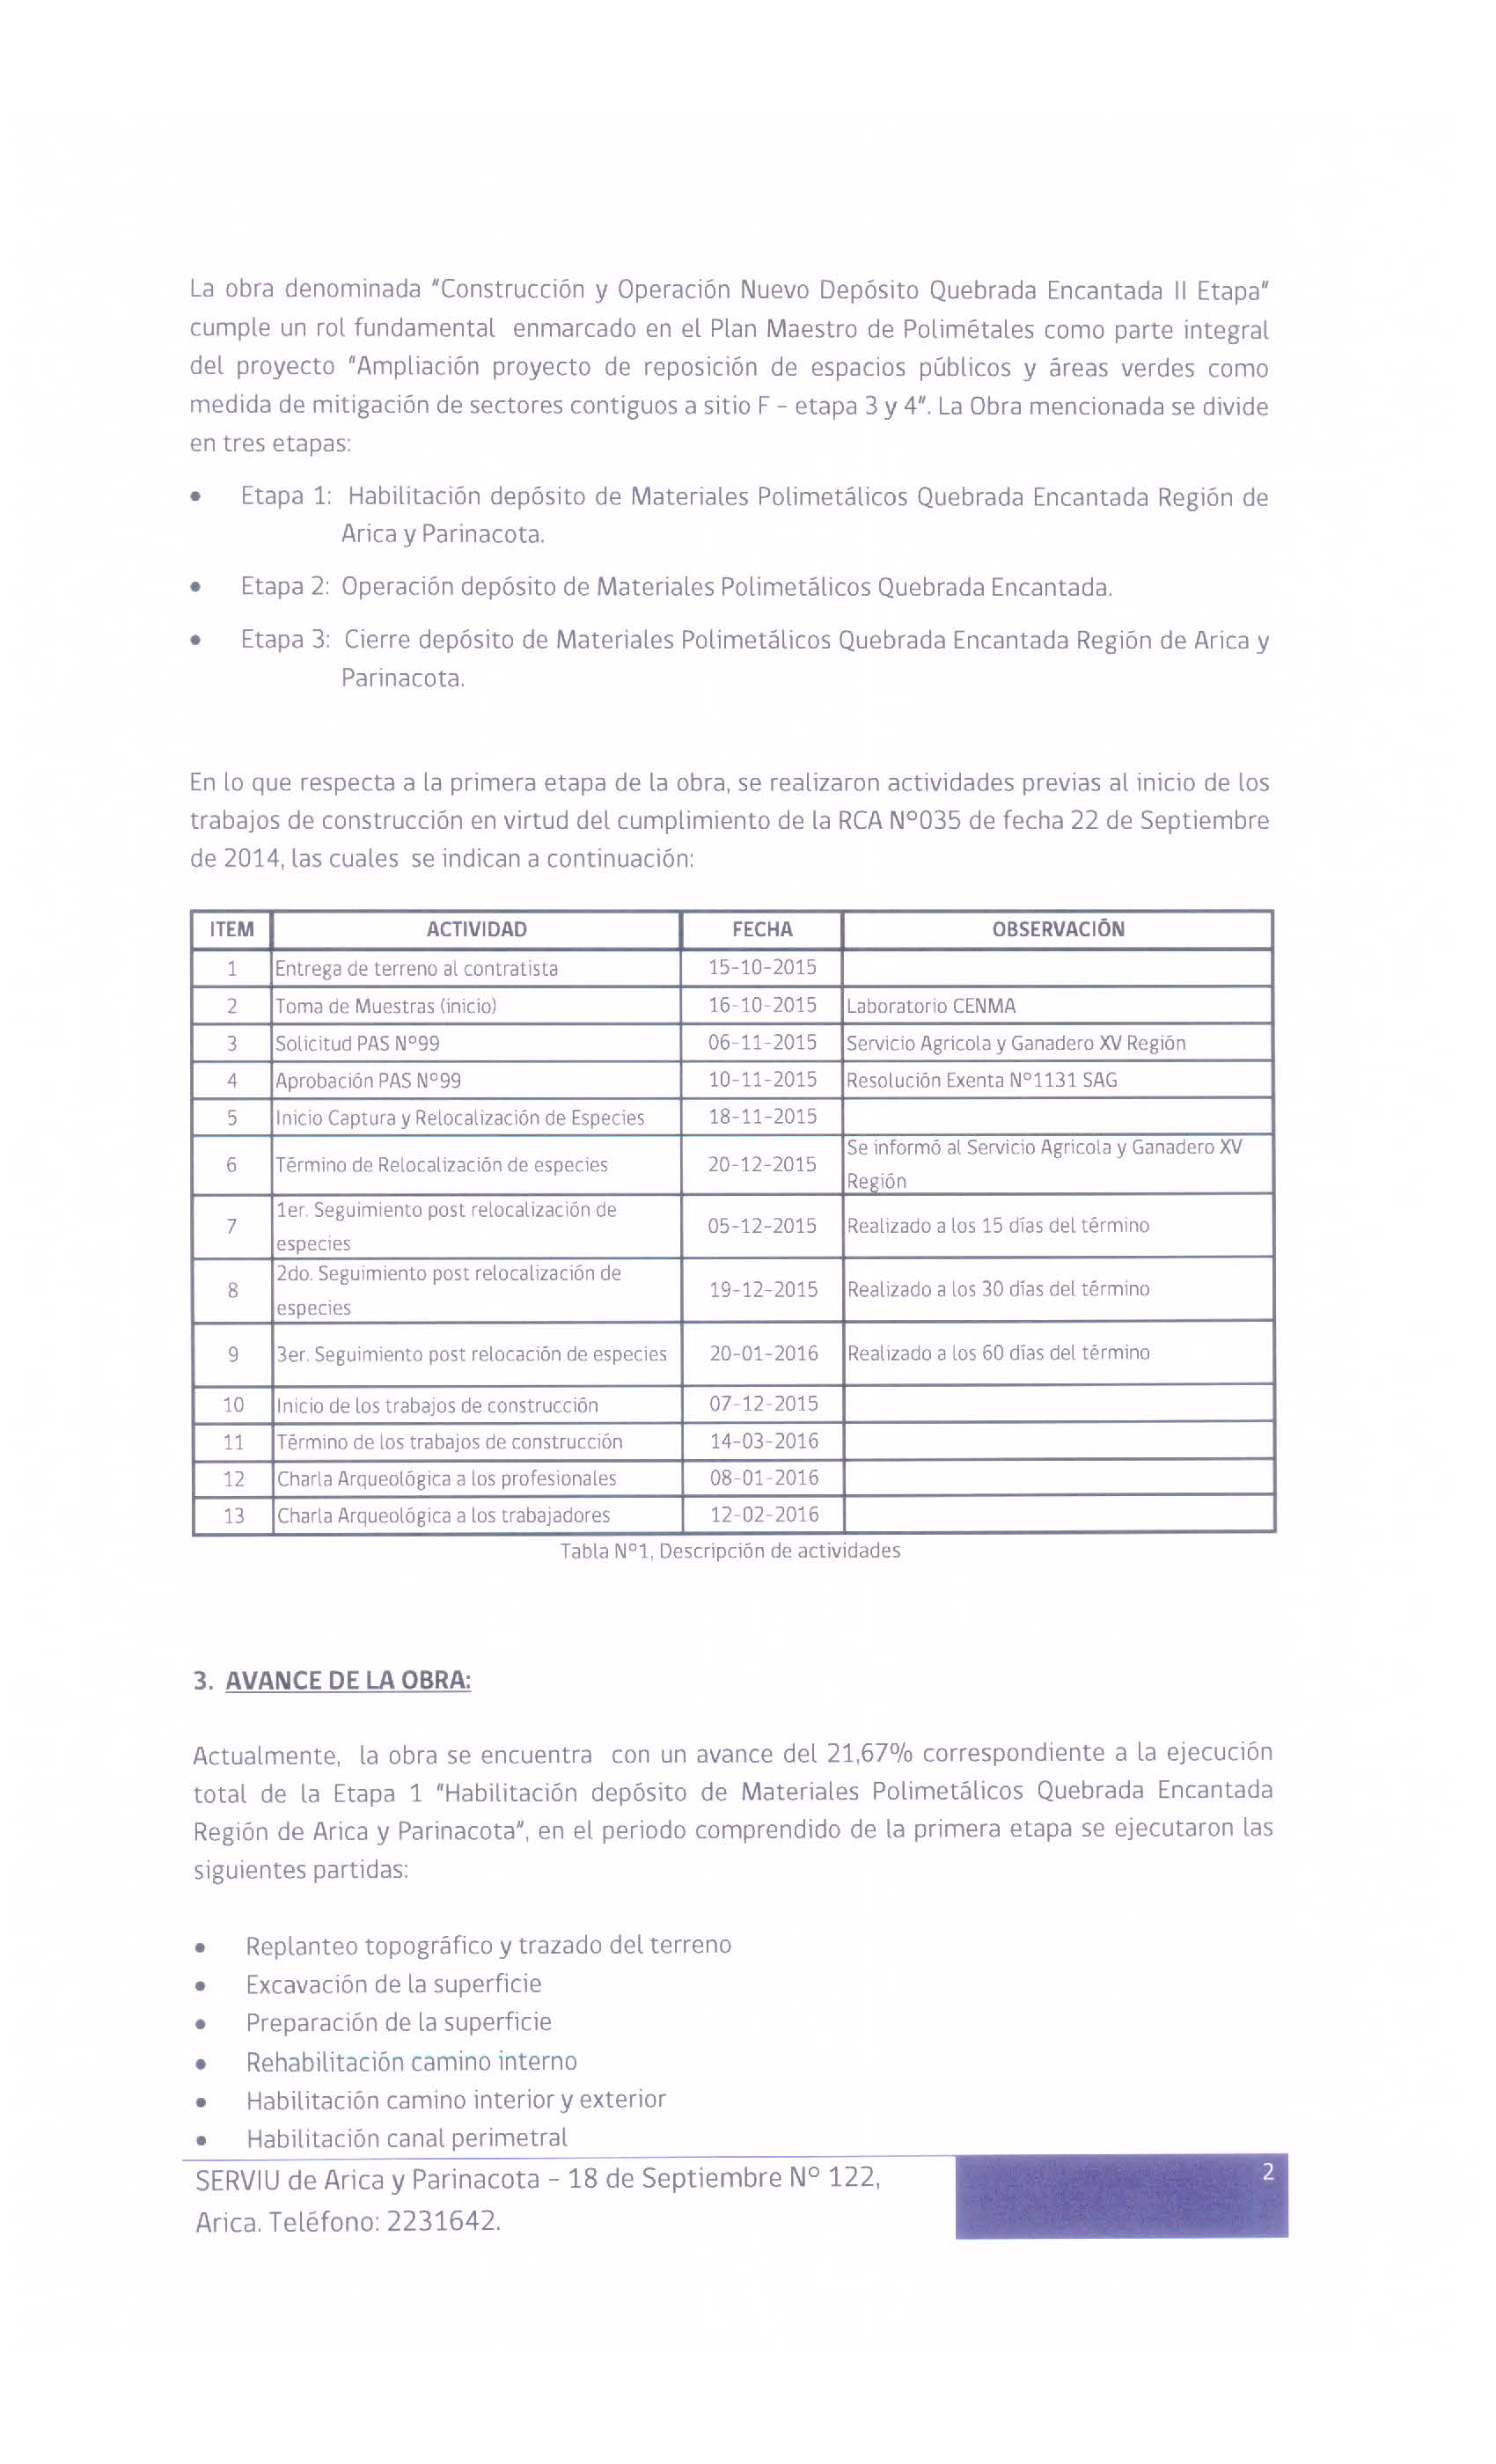 La obra denominada "Construcción y Operación Nuevo Depósito Quebrada Encantada II Etapa"
cumple un rol fundamental enmarcado en el Plan Maestro de Polimétales como parte integral
del proyecto "Ampliación proyecto de reposición de espacios públicos y áreas verdes como
medida de mitigación de sectores contiguos a sitio F - etapa 3 y 4". La Obra mencionada se divide
en tres etapas:
• Etapa 1: Habilitación depósito de Materiales Polimetálicos Quebrada Encantada Región de
Arica y Parinacota.
• Etapa 2: Operación depósito de Materiales Polimetálicos Quebrada Encantada.
• Etapa 3: Cierre depósito de Materiales Polimetálicos Quebrada Encantada Región de Arica y
Parinacota.
En lo que respecta a la primera etapa de la obra, se realizaron actividades previas al inicio de los
trabajos de construcción en virtud del cumplimiento de la RCA Nº035 de fecha 22 de Septiembre
de 2014, las cuales se indican a continuación:
ITEM ACTIVIDAD FECHA OBSERVACIÓN
1 Entrega de terreno al contratista 15-10-2015
2 Toma de Muestras (inicio) 16-10-2015 Laboratorio CENMA
3 Solicitud PAS Nº99 06-11-2015 Servicio Agricola y Ganadero XV Región
4 Aprobación PAS Nº99 10-11-2015 Resolución Exenta Nº1131 SAG
5 Inicio Captura y Relocalización de Especies 18-11-2015
6 Término de Relocalización de especies 20-12-2015 Se informó al Servicio Agricola y Ganadero XV
Región
7 1er. Seguimiento post relocalización de
especies 05-12-2015 Realizado a los 15 días del término
8 2do. Seguimiento post relocalización de
especies 19-12-2015 Realizado a los 30 días del término
9 3er. Seguimiento post relocación de especies 20-01-2016 Realizado a los 60 días del término
10 Inicio de los trabajos de construcción 07-12-2015
11 Término de los trabajos de construcción 14-03-2016
12 Charla Arqueológica a los profesionales 08-01-2016
13 Charla Arqueológica a los trabajadores 12-02-2016
Tabla Nº1, Descripción de actividades
3. AVANCE DE LA OBRA:
Actualmente, la obra se encuentra con un avance del 21,67% correspondiente a la ejecución
total de la Etapa 1 "Habilitación depósito de Materiales Polimetálicos Quebrada Encantada
Región de Arica y Parinacota", en el periodo comprendido de la primera etapa se ejecutaron las
siguientes partidas:
• Replanteo topográfico y trazado del terreno
• Excavación de la superficie
• Preparación de la superficie
• Rehabilitación camino interno
• Habilitación camino interior y exterior
• Habilitación canal perimetral
SERVIU de Arica y Parinacota - 18 de Septiembre Nº 122,
Arica. Teléfono: 2231642.
2